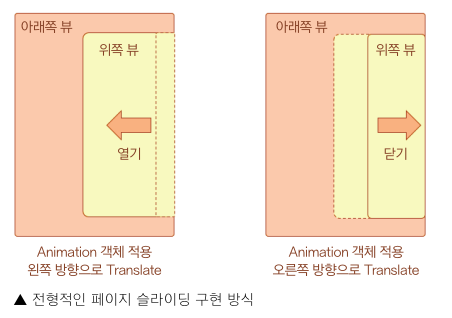 아래쪽 뷰
위쪽 뷰
열기
Animation 객체 적용
왼쪽 방향으로 Translate
아래쪽 뷰
위쪽 뷰
닫기
Animation 객체 적용
오른쪽 방향으로 Translate
▲ 전형적인 페이지 슬라이딩 구현 방식